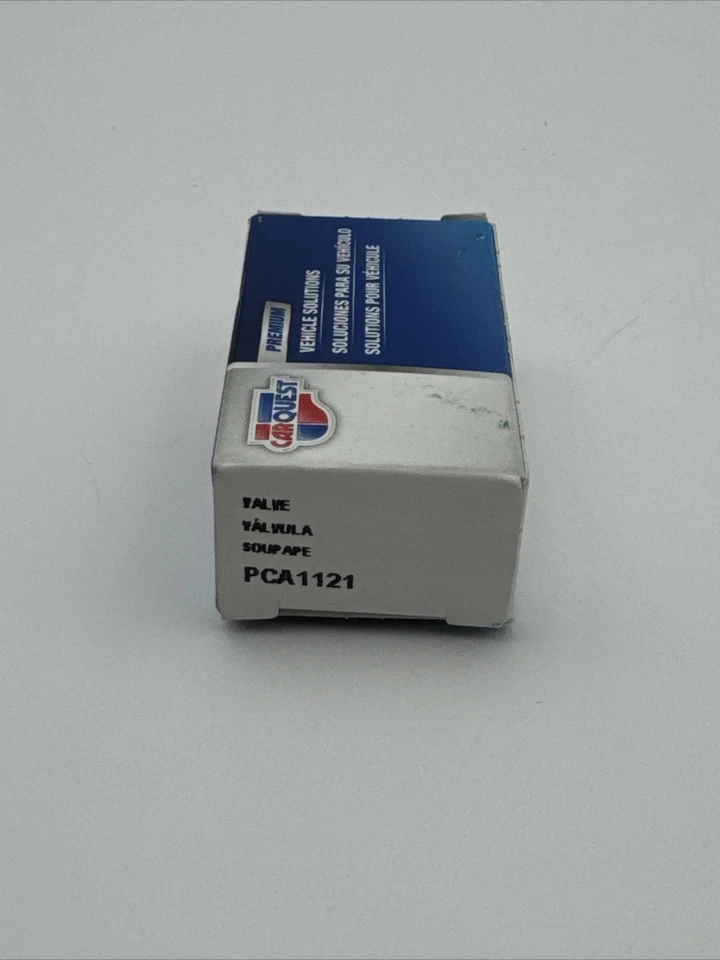 PREMIUM
VEHICLE SOLUTIONS
SOLUCIONES PARA SU VEHÍCULO
SOLUTIONS POUR VÉHICULE
CARQUEST
VALVE
VÁLVULA
SOUPAPE
PCA1121